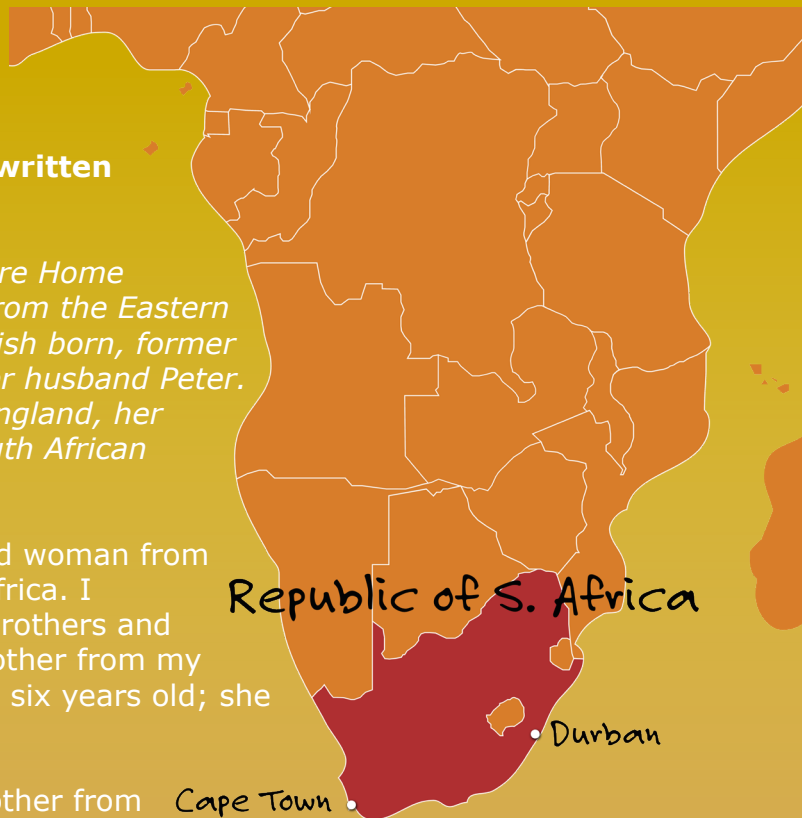 written
re Home
rom the Eastern
ish born, former
r husband Peter.
ngland, her
th African
d woman from
frica. I
rothers and
other from my
six years old; she
other from
Republic of S. Africa
Durban
Cape Town